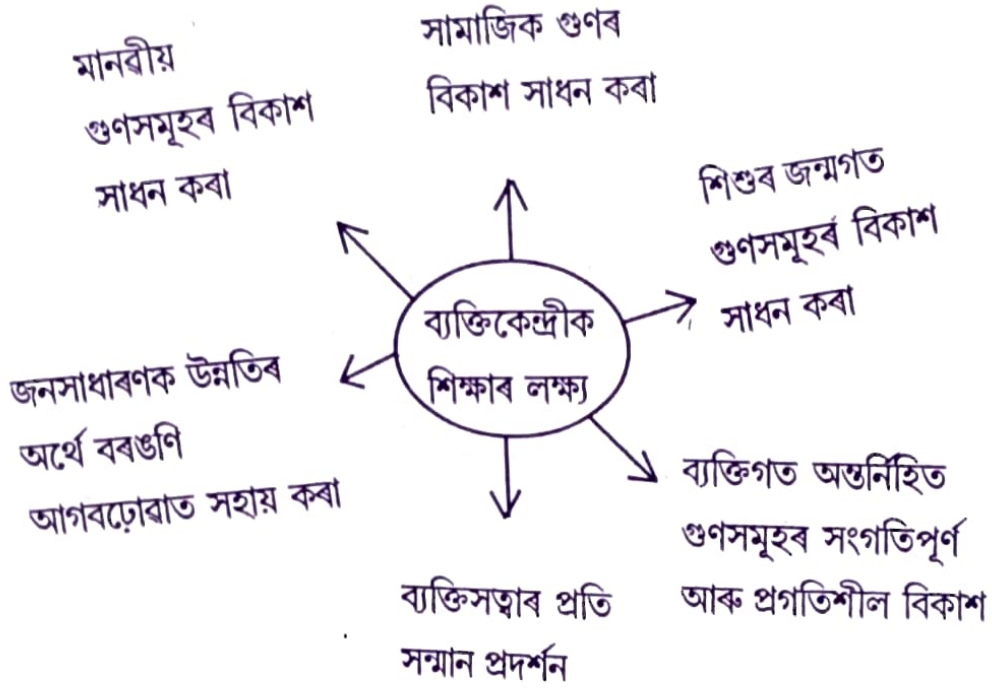 মানৱীয়
গুণসমূহৰ বিকাশ
সাধন কৰা
সামাজিক গুণৰ
বিকাশ সাধন কৰা
শিশুৰ জন্মগত
গুণসমূহৰ বিকাশ
সাধন কৰা
ব্যক্তিকেন্দ্ৰীক
শিক্ষাৰ লক্ষ্য
জনসাধাৰণক উন্নতিৰ
অৰ্থে বৰঙণি
আগবঢ়োৱাত সহায় কৰা
ব্যক্তিগত অন্তৰ্নিহিত
গুণসমূহৰ সংগতিপূৰ্ণ
আৰু প্ৰগতিশীল বিকাশ
ব্যক্তিসত্বাৰ প্ৰতি
সন্মান প্ৰদৰ্শন